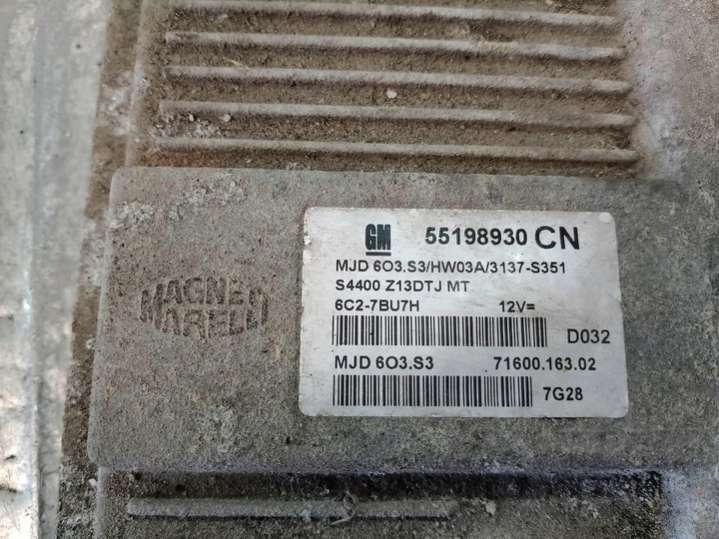 GM 55198930 CN
MJD 6O3.S3/HW03A/3137-S351
S4400 Z13DTJ MT
6C2-7BU7H 12V=
D032
MJD 6O3.S3 71600.163.02
7G28
MAGNETI
MARELLI